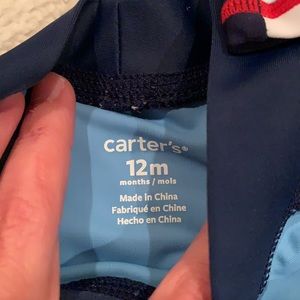 carter's®
12m
months / mois
Made in China
Fabriqué en Chine
Hecho en China